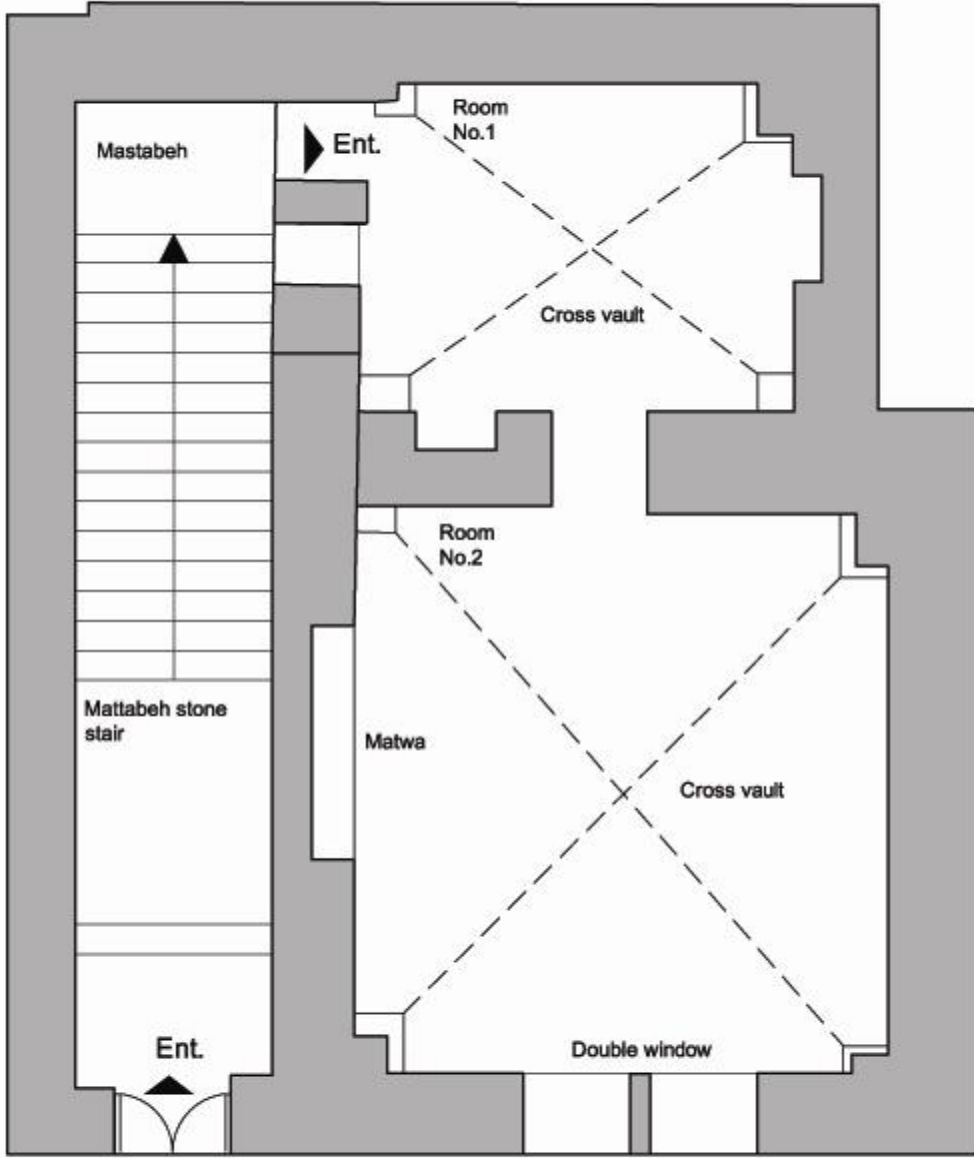 Room
No.1
Ent.
Mastabeh
Cross vault
Room
No.2
Mattabeh stone
stair
Matwa
Cross vault
Ent.
Double window